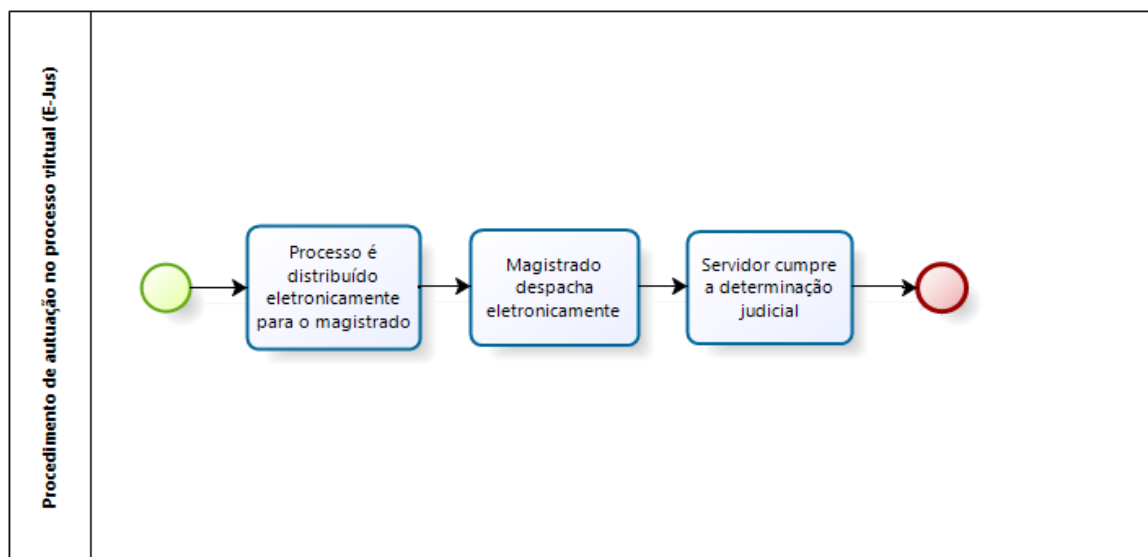 Procedimento de autuação no processo virtual (E-Jus)
Processo é
distribuído
eletronicamente
para o magistrado
Magistrado
despacha
eletronicamente
Servidor cumpre
a determinação
judicial